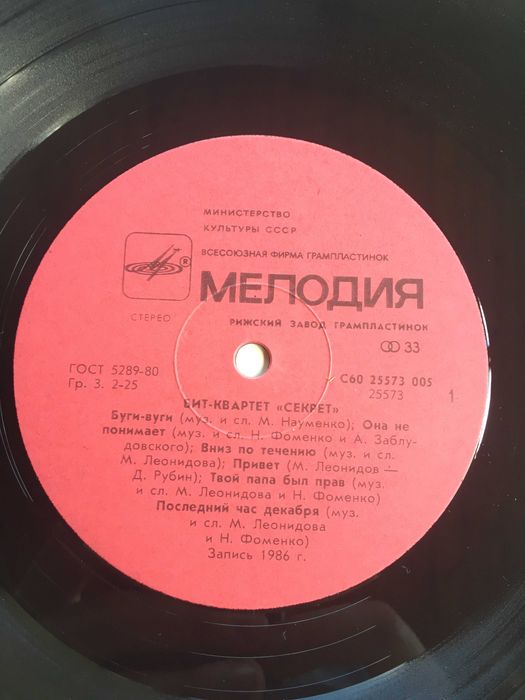 МИНИСТЕРСТВО
КУЛЬТУРЫ СССР
ВСЕСОЮЗНАЯ ФИРМА ГРАМПЛАСТИНОК
®
МЕЛОДИЯ
СТЕРЕО
РИЖСКИЙ ЗАВОД ГРАМПЛАСТИНОК
33
ГОСТ 5289-80
Гр. 3. 2-25
С60 25573 005
25573
1
БИТ-КВАРТЕТ «СЕКРЕТ»
Буги-вуги (муз. и сл. М. Науменко); Она не
понимает (муз. и сл. Н. Фоменко и А. Заблу-
довского); Вниз по течению (муз. и сл.
М. Леонидова); Привет (М. Леонидов —
Д. Рубин); Твой папа был прав (муз.
и сл. М. Леонидова и Н. Фоменко)
Последний час декабря (муз.
и сл. М. Леонидова
и Н. Фоменко)
Запись 1986 г.